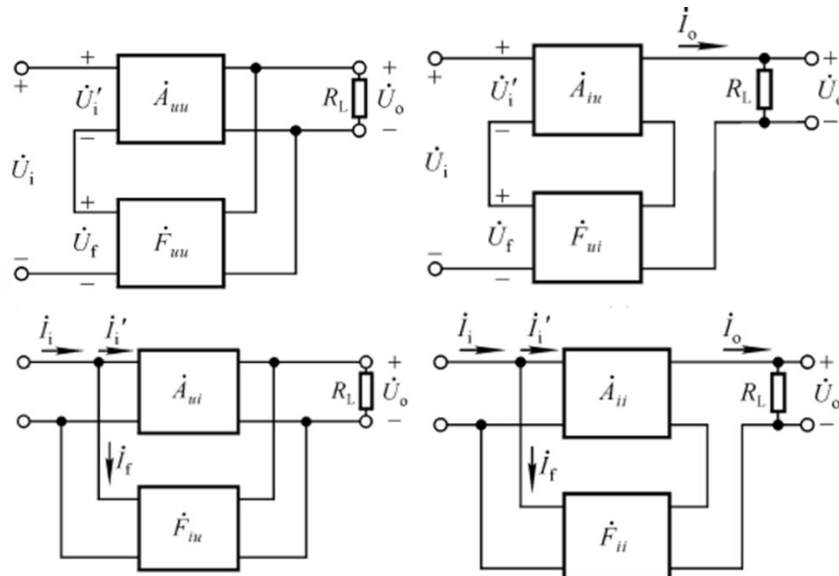 + + İo
+ U̇i′ Ȧuu RL U̇o
− −
U̇i
+
U̇f Ḟuu
− −
+ +
+ U̇i′ Ȧiu RL U̇o
− −
U̇i
+
U̇f Ḟui
− −
İi İi′
+
Ȧui RL U̇o
−
İf
Ḟiu
İi İi′ İo
+
Ȧii RL U̇o
−
İf
Ḟii